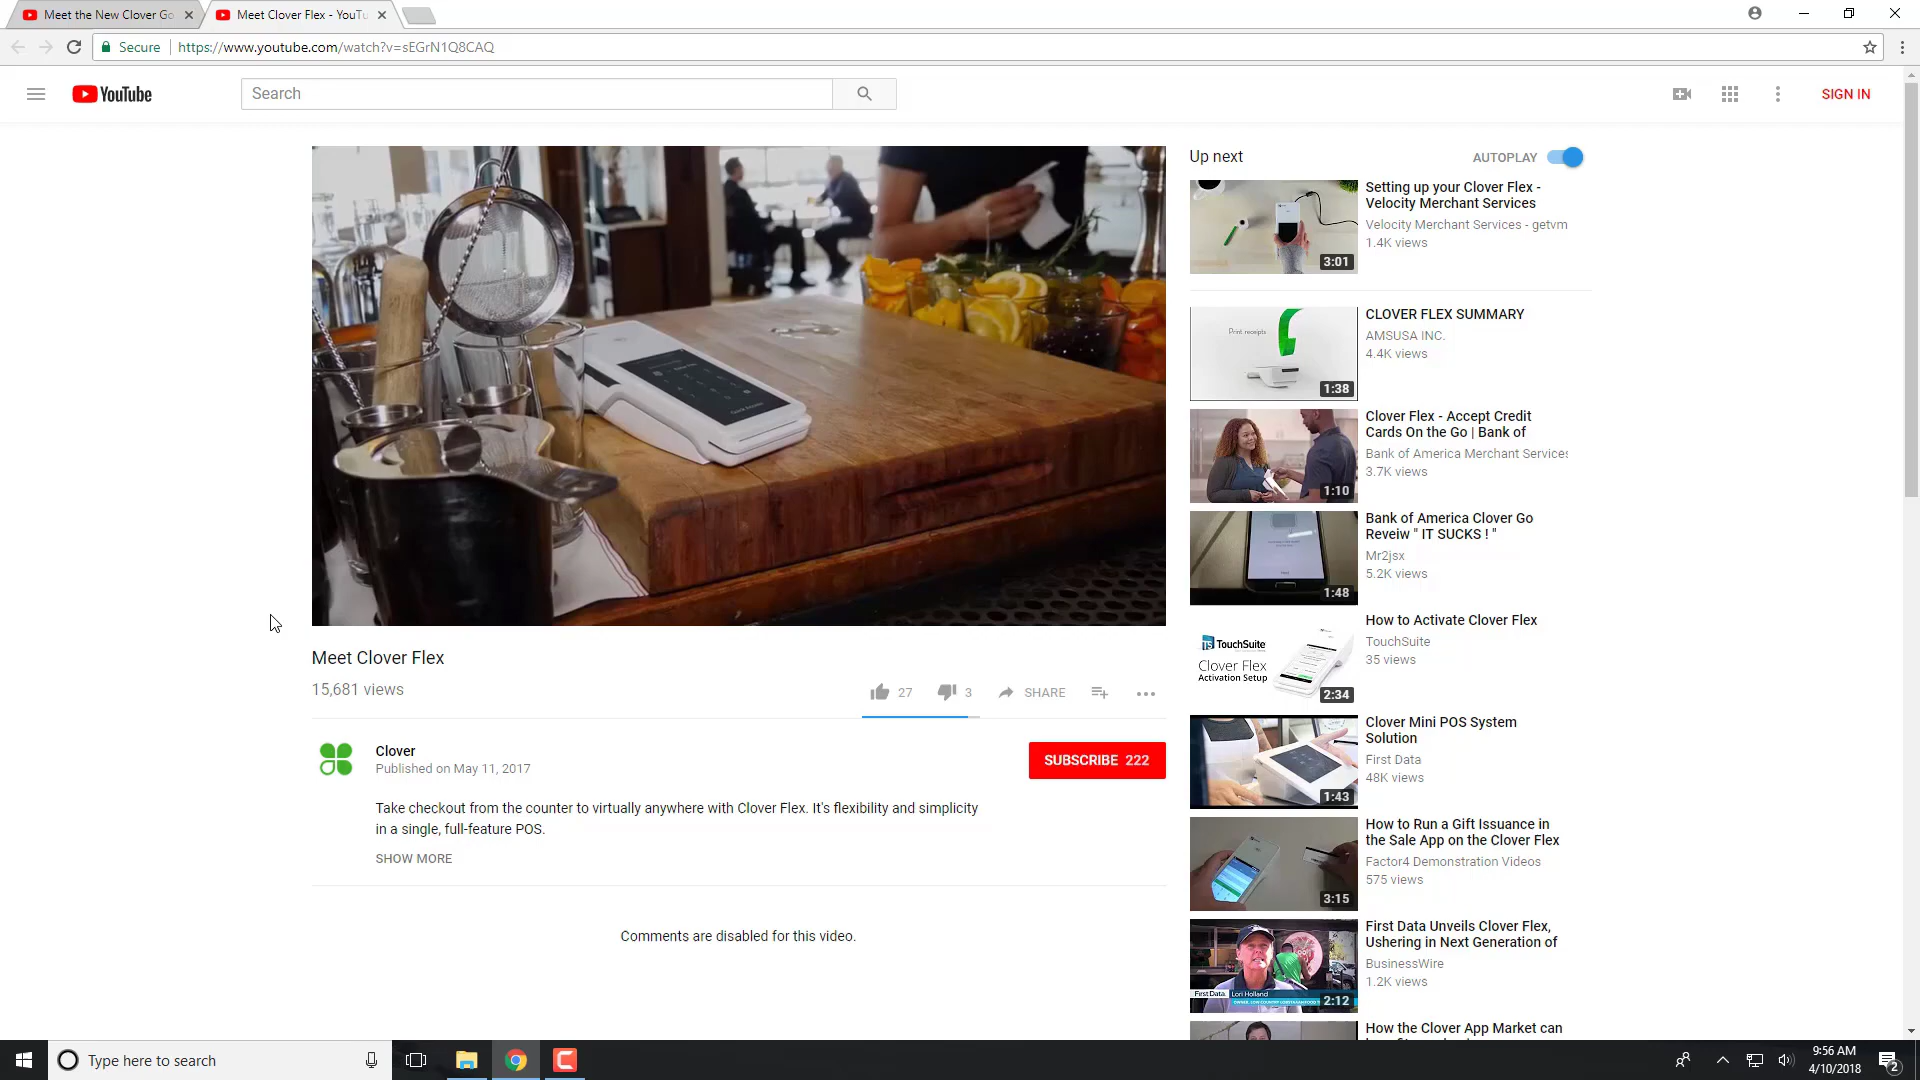 Meet the New Clover Go
Meet Clover Flex - YouTu
Secure
https://www.youtube.com/watch?v=sEGrN1Q8CAQ
YouTube
Search
SIGN IN
Meet Clover Flex
15,681 views
27
3
SHARE
Clover
Published on May 11, 2017
SUBSCRIBE 222
Take checkout from the counter to virtually anywhere with Clover Flex. It's flexibility and simplicity
in a single, full-feature POS.
SHOW MORE
Comments are disabled for this video.
Up next
AUTOPLAY
3:01
Setting up your Clover Flex -
Velocity Merchant Services
Velocity Merchant Services - getvm
1.4K views
Print receipts
1:38
CLOVER FLEX SUMMARY
AMSUSA INC.
4.4K views
1:10
Clover Flex - Accept Credit
Cards On the Go | Bank of
Bank of America Merchant Services
3.7K views
1:48
Bank of America Clover Go
Reveiw " IT SUCKS ! "
Mr2jsx
5.2K views
TouchSuite
Clover Flex
Activation Setup
2:34
How to Activate Clover Flex
TouchSuite
35 views
1:43
Clover Mini POS System
Solution
First Data
48K views
3:15
How to Run a Gift Issuance in
the Sale App on the Clover Flex
Factor4 Demonstration Videos
575 views
First Data.
Lori Holland
2:12
First Data Unveils Clover Flex,
Ushering in Next Generation of
BusinessWire
1.2K views
How the Clover App Market can
Type here to search
9:56 AM
4/10/2018
2